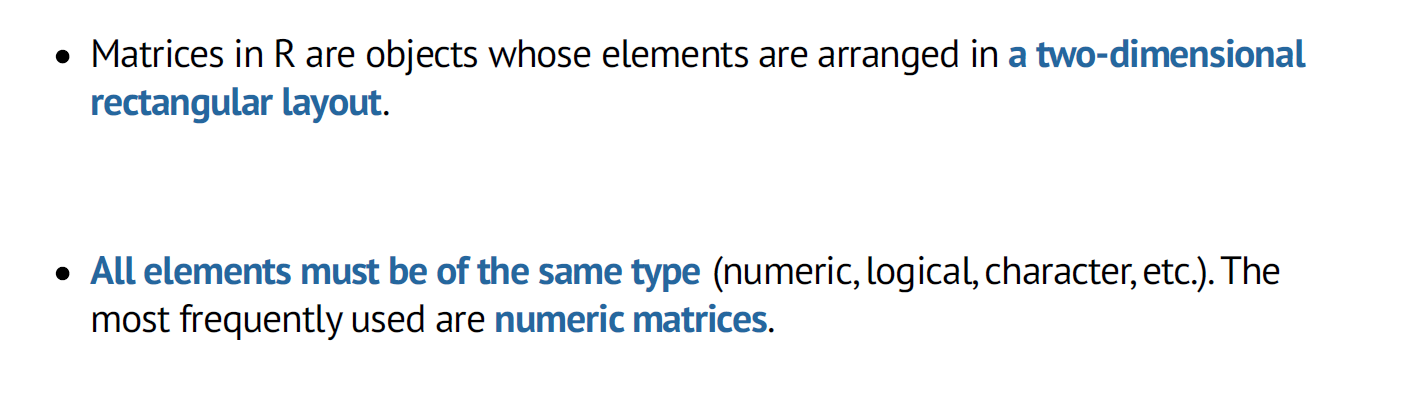 • Matrices in R are objects whose elements are arranged in a two-dimensional
rectangular layout.
• All elements must be of the same type (numeric, logical, character, etc.). The
most frequently used are numeric matrices.